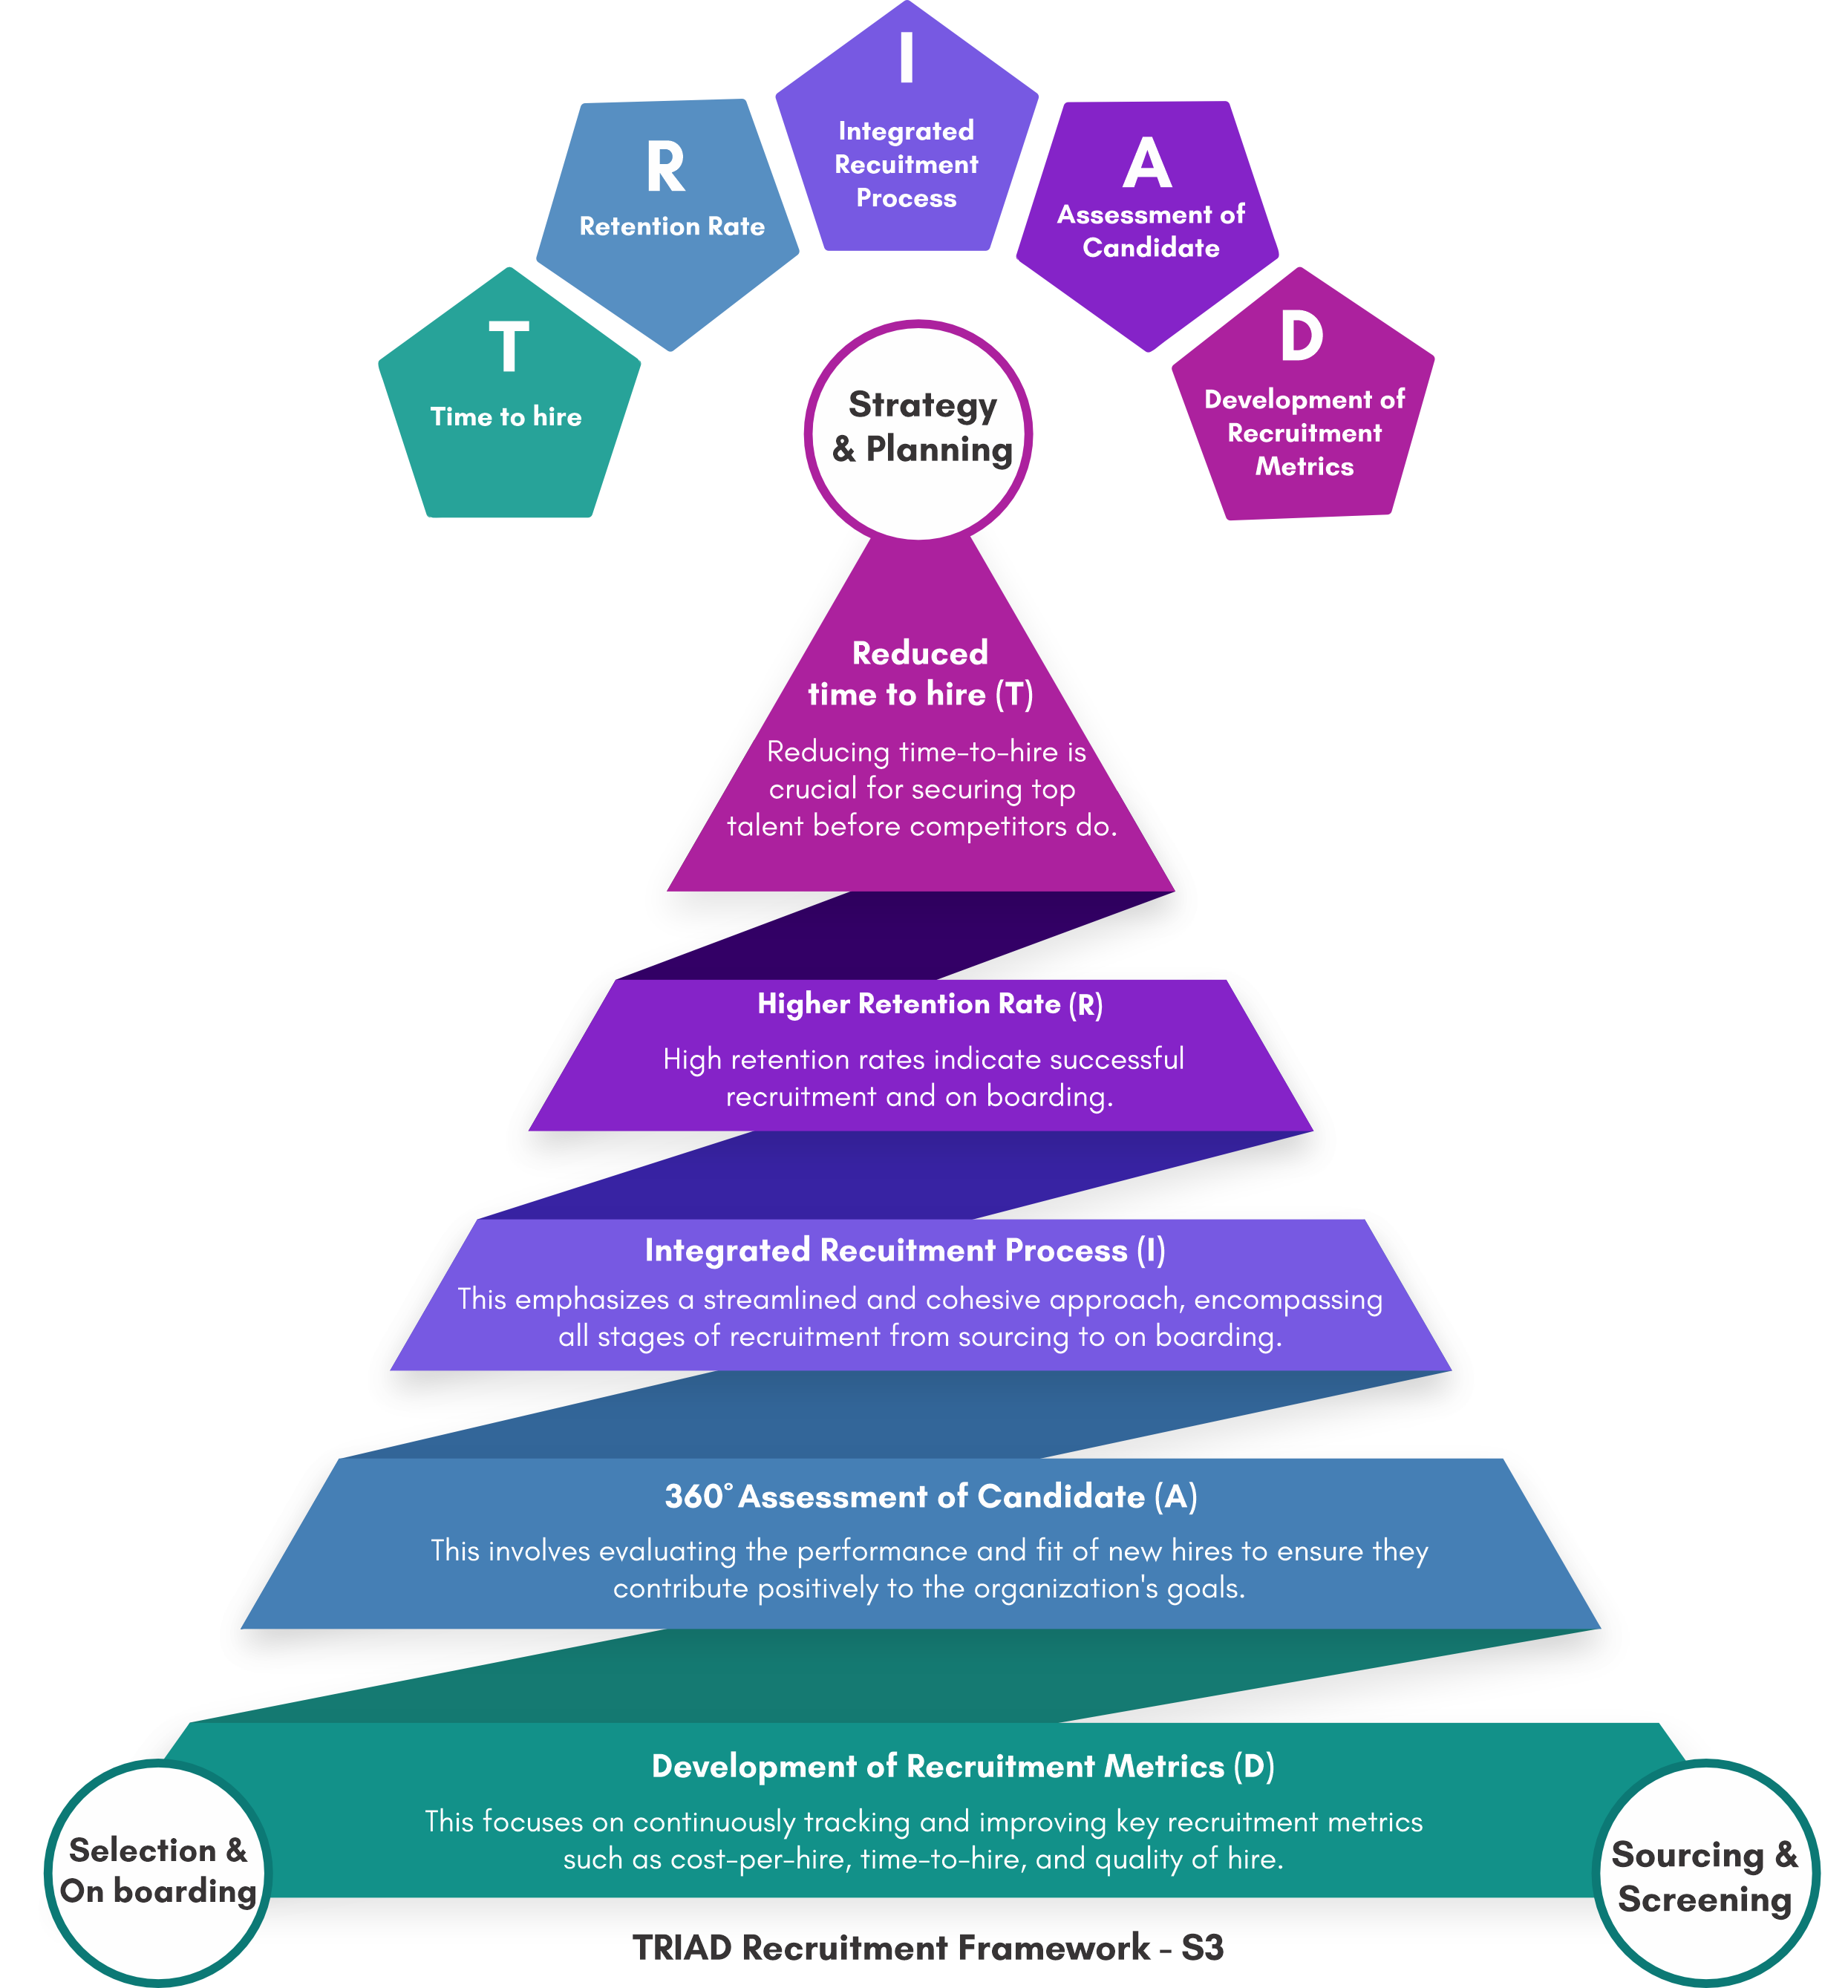 I
Integrated
Recuitment
Process
R
Retention Rate
A
Assessment of
Candidate
T
Time to hire
D
Development of
Recruitment
Metrics
Strategy
& Planning
Reduced
time to hire (T)
Reducing time-to-hire is
crucial for securing top
talent before competitors do.
Higher Retention Rate (R)
High retention rates indicate successful
recruitment and on boarding.
Integrated Recuitment Process (I)
This emphasizes a streamlined and cohesive approach, encompassing
all stages of recruitment from sourcing to on boarding.
360° Assessment of Candidate (A)
This involves evaluating the performance and fit of new hires to ensure they
contribute positively to the organization's goals.
Development of Recruitment Metrics (D)
This focuses on continuously tracking and improving key recruitment metrics
such as cost-per-hire, time-to-hire, and quality of hire.
Selection &
On boarding
Sourcing &
Screening
TRIAD Recruitment Framework - S3